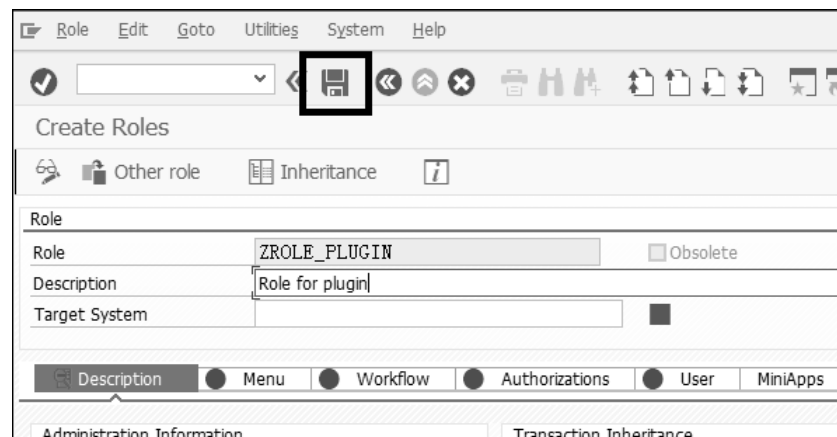 Role Edit Goto Utilities System Help
Create Roles
Other role Inheritance i
Role
Role ZROLE_PLUGIN Obsolete
Description Role for plugin
Target System
Description Menu Workflow Authorizations User MiniApps
Administration Information Transaction Inheritance